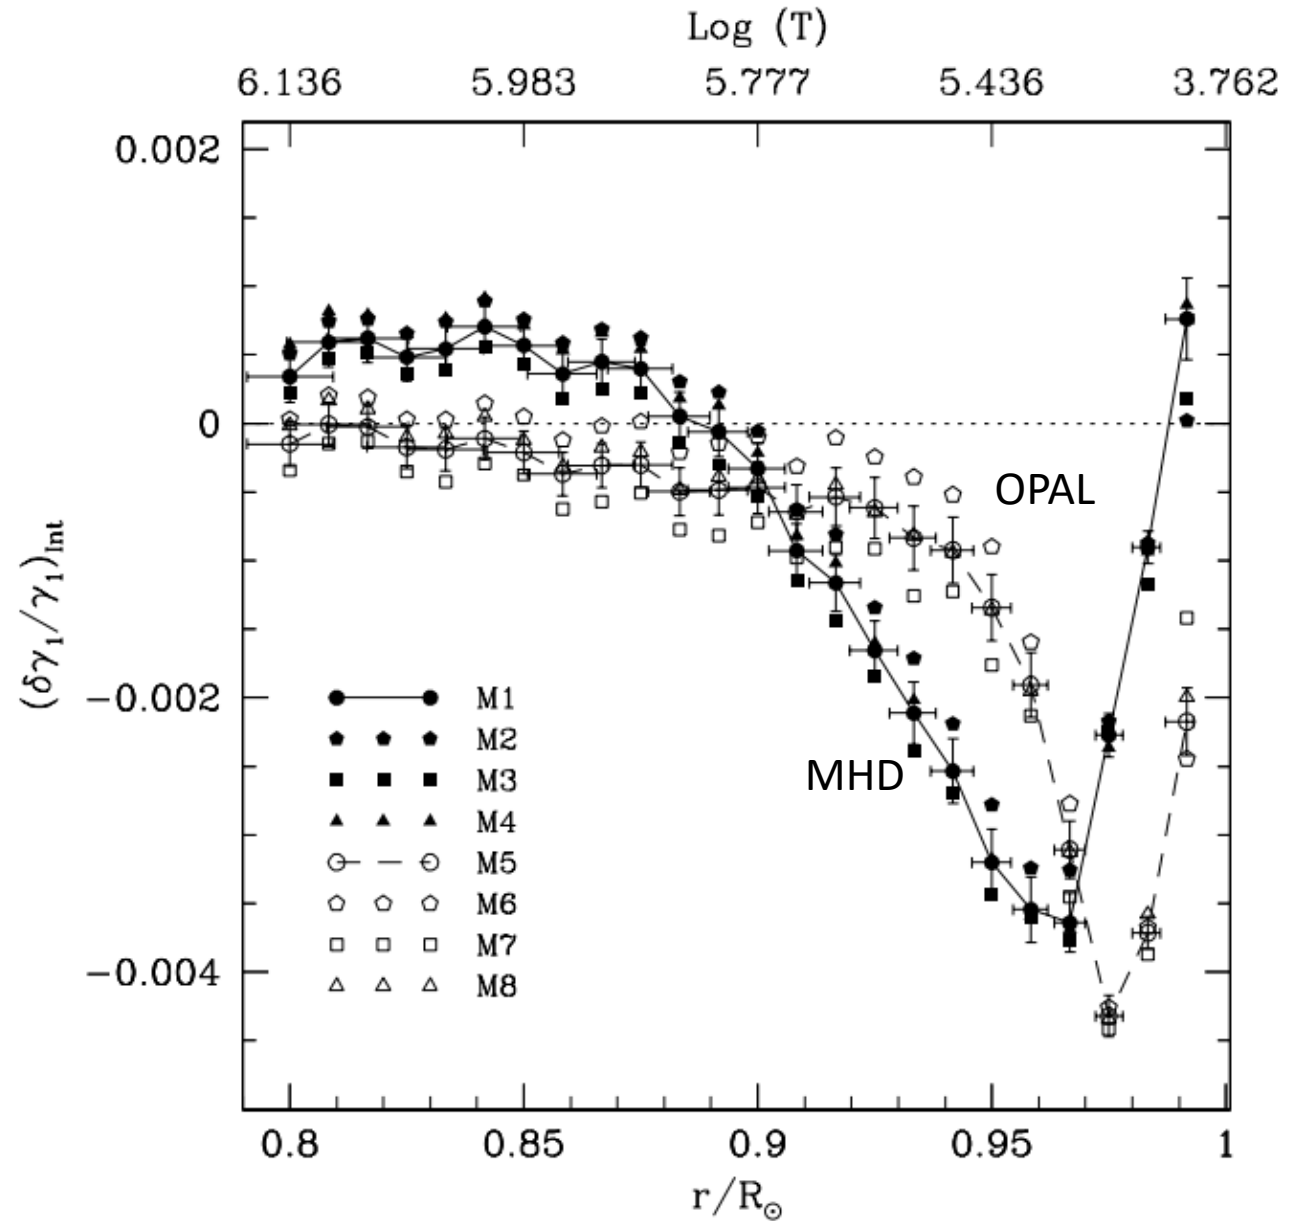 Log (T)
6.136 5.983 5.777 5.436 3.762
0.002
0
OPAL
(δγ₁/γ₁)Int
−0.002
M1
M2
MHD
M3
M4
M5
M6
M7
−0.004
M8
0.8 0.85 0.9 0.95 1
r/R☉